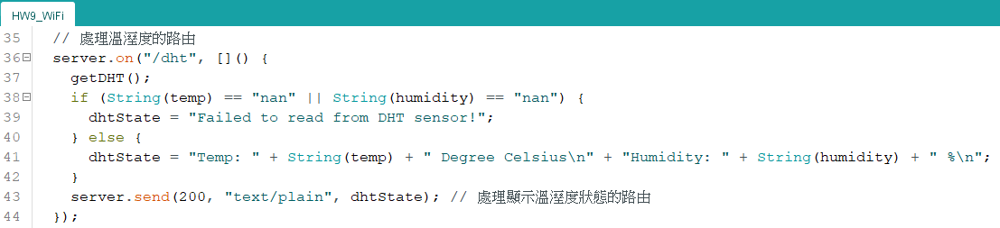 HW9_WiFi
35 // 處理溫溼度的路由
36 server.on("/dht", []() {
37 getDHT();
38 if (String(temp) == "nan" || String(humidity) == "nan") {
39 dhtState = "Failed to read from DHT sensor!";
40 } else {
41 dhtState = "Temp: " + String(temp) + " Degree Celsius\n" + "Humidity: " + String(humidity) + " %\n";
42 }
43 server.send(200, "text/plain", dhtState); // 處理顯示溫溼度狀態的路由
44 });